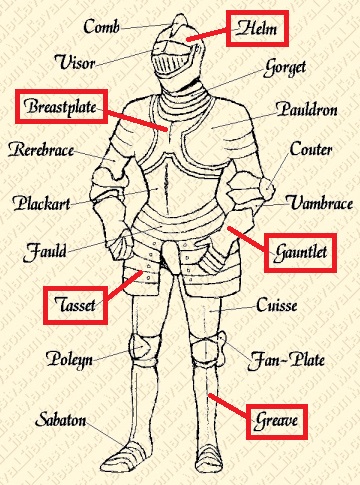 Comb
Helm
Visor
Gorget
Breastplate
Pauldron
Rerebrace
Couter
Plackart
Vambrace
Fauld
Gauntlet
Tasset
Cuisse
Poleyn
Fan-Plate
Sabaton
Greave